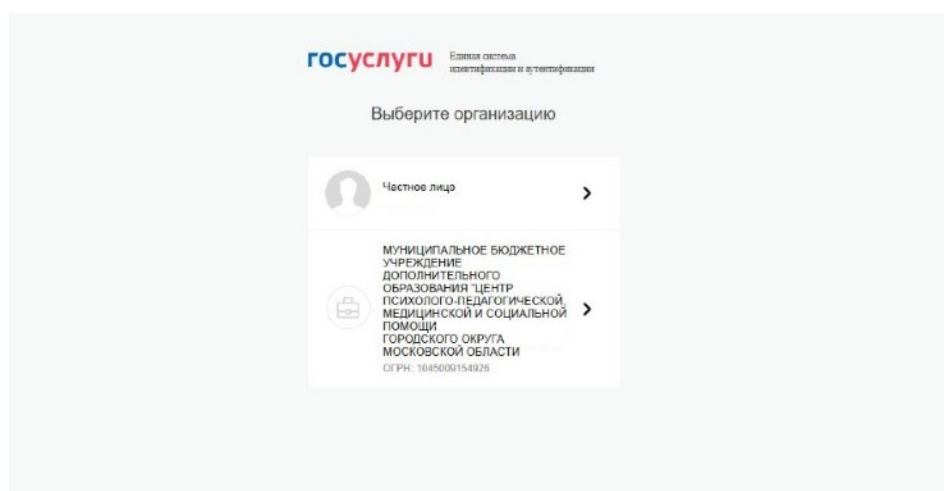 госуслуги
Единая система
идентификации и аутентификации
Выберите организацию
Частное лицо
МУНИЦИПАЛЬНОЕ БЮДЖЕТНОЕ
УЧРЕЖДЕНИЕ
ДОПОЛНИТЕЛЬНОГО
ОБРАЗОВАНИЯ "ЦЕНТР
ПСИХОЛОГО-ПЕДАГОГИЧЕСКОЙ,
МЕДИЦИНСКОЙ И СОЦИАЛЬНОЙ
ПОМОЩИ
ГОРОДСКОГО ОКРУГА
МОСКОВСКОЙ ОБЛАСТИ
ОГРН: 1045009154926